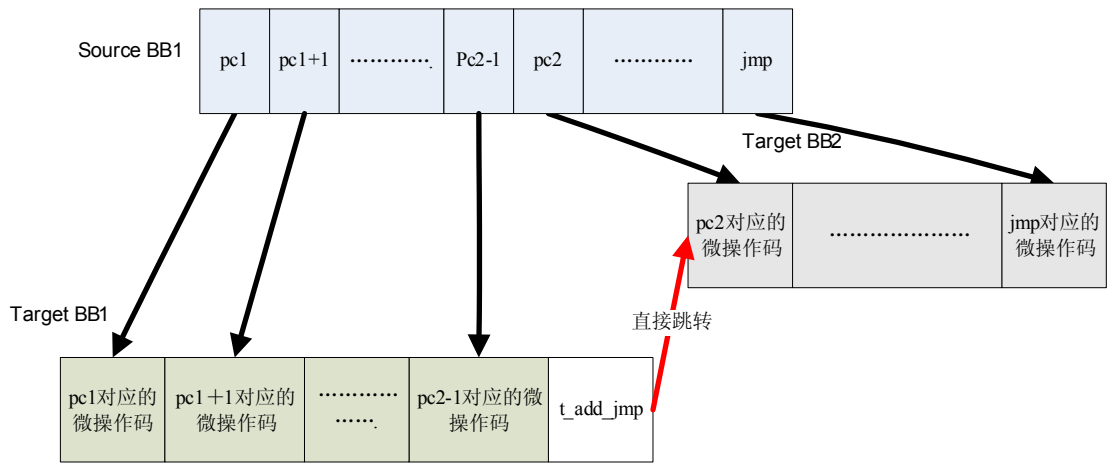 Source BB1
pc1
pc1+1
………….
Pc2-1
pc2
…………
jmp
Target BB2
pc2对应的
微操作码
…………………
jmp对应的
微操作码
直接跳转
Target BB1
pc1对应的
微操作码
pc1＋1对应的
微操作码
…………
…….
pc2-1对应的微
操作码
t_add_jmp